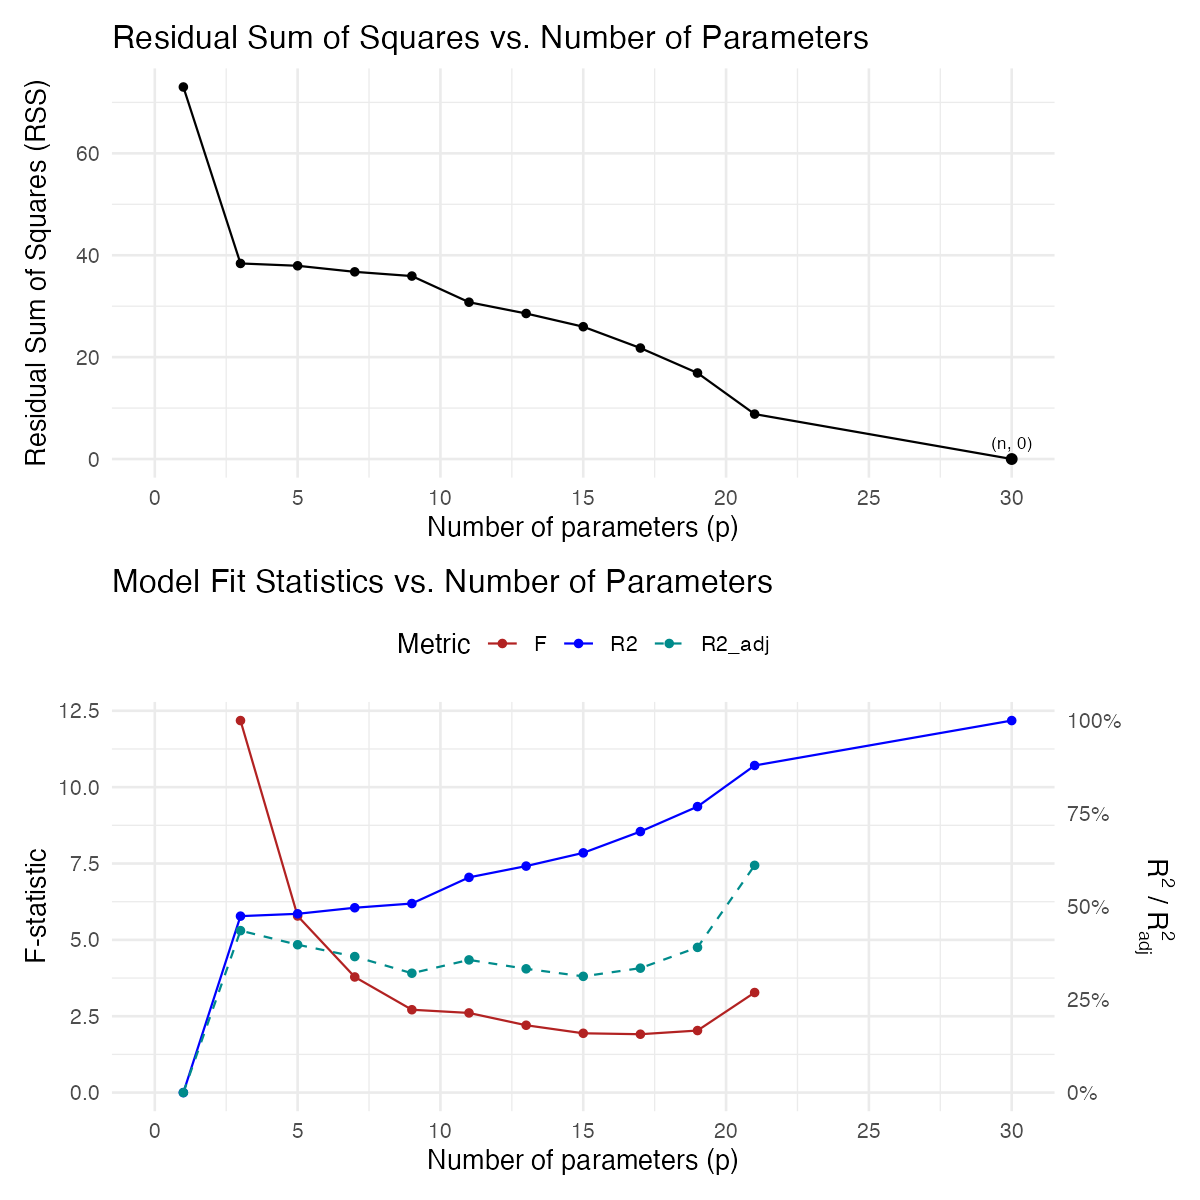 Residual Sum of Squares vs. Number of Parameters
Residual Sum of Squares (RSS)
60
40
20
0
(n, 0)
0 5 10 15 20 25 30
Number of parameters (p)
Model Fit Statistics vs. Number of Parameters
Metric F R2 R2_adj
F-statistic
12.5
10.0
7.5
5.0
2.5
0.0
100%
75%
50%
25%
0%
R² / R²adj
0 5 10 15 20 25 30
Number of parameters (p)